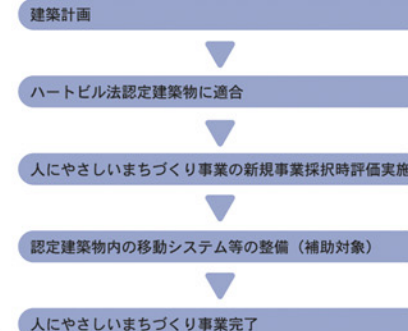 建築計画
ハートビル法認定建築物に適合
人にやさしいまちづくり事業の新規事業採択時評価実施
認定建築物内の移動システム等の整備（補助対象）
人にやさしいまちづくり事業完了